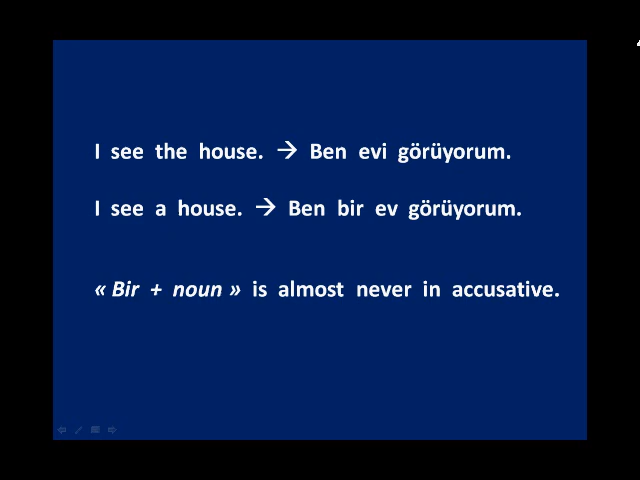 I see the house. → Ben evi görüyorum.
I see a house. → Ben bir ev görüyorum.
« Bir + noun » is almost never in accusative.